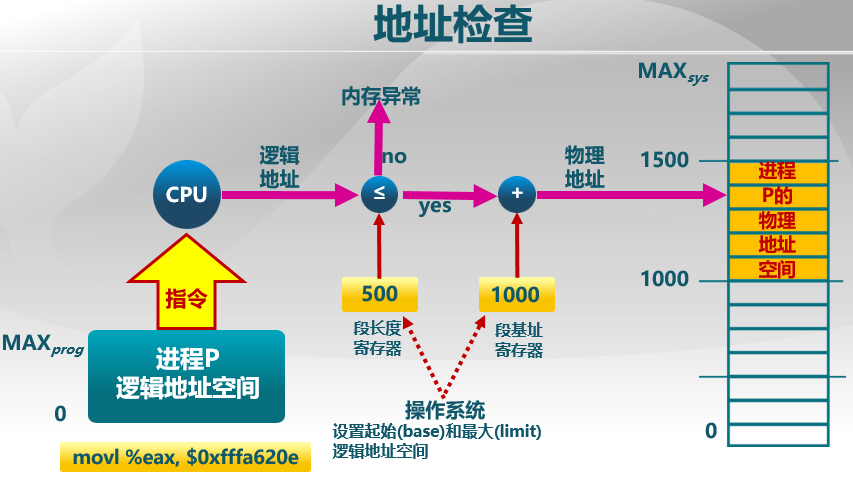 地址检查
MAXsys
内存异常
no
逻辑
地址
物理
地址
1500
CPU
≤
yes
+
进程
P的
物理
地址
空间
1000
指令
500
1000
段长度
寄存器
段基址
寄存器
MAXprog
进程P
逻辑地址空间
0
操作系统
设置起始(base)和最大(limit)
逻辑地址空间
0
movl %eax, $0xfffa620e